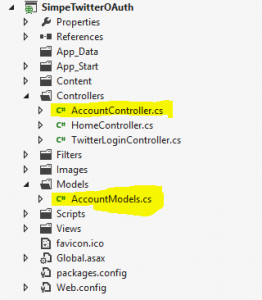 SimpeTwitterOAuth
Properties
References
App_Data
App_Start
Content
Controllers
C# AccountController.cs
C# HomeController.cs
C# TwitterLoginController.cs
Filters
Images
Models
C# AccountModels.cs
Scripts
Views
favicon.ico
Global.asax
packages.config
Web.config